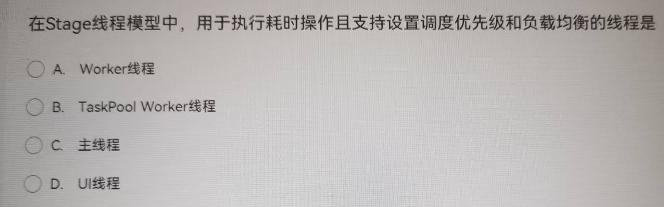 在Stage线程模型中，用于执行耗时操作且支持设置调度优先级和负载均衡的线程是
A. Worker线程
B. TaskPool Worker线程
C. 主线程
D. UI线程